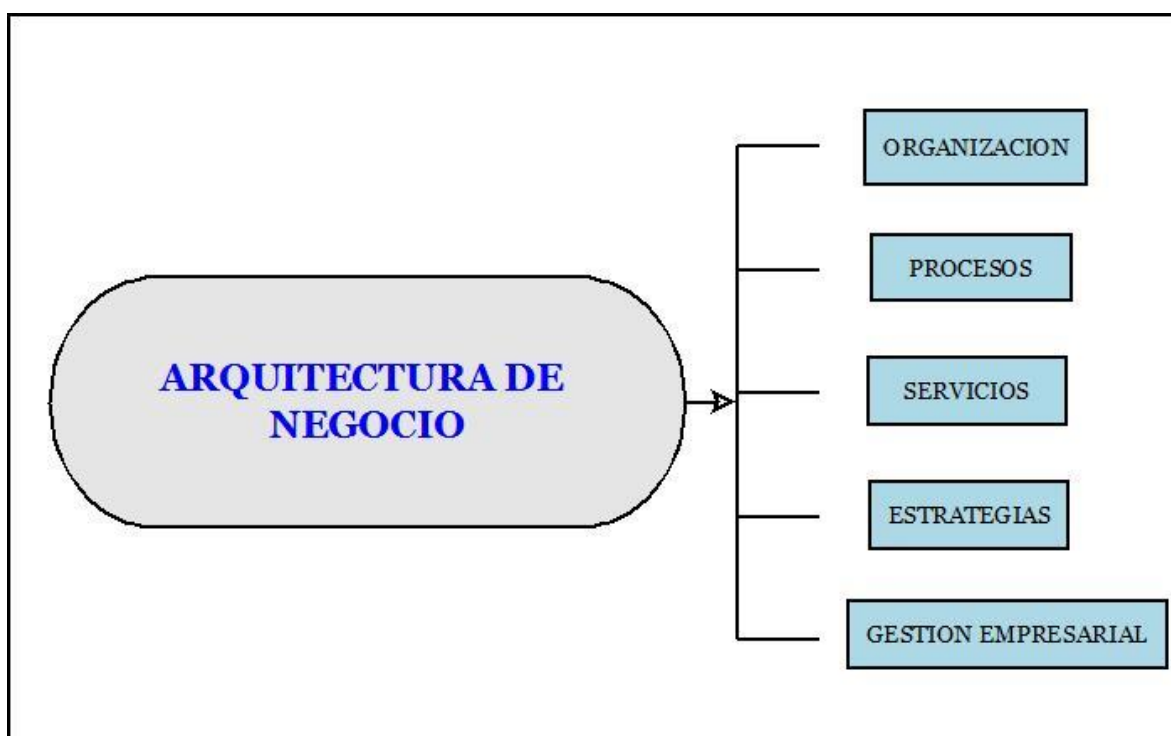 ARQUITECTURA DE
NEGOCIO
ORGANIZACION
PROCESOS
SERVICIOS
ESTRATEGIAS
GESTION EMPRESARIAL